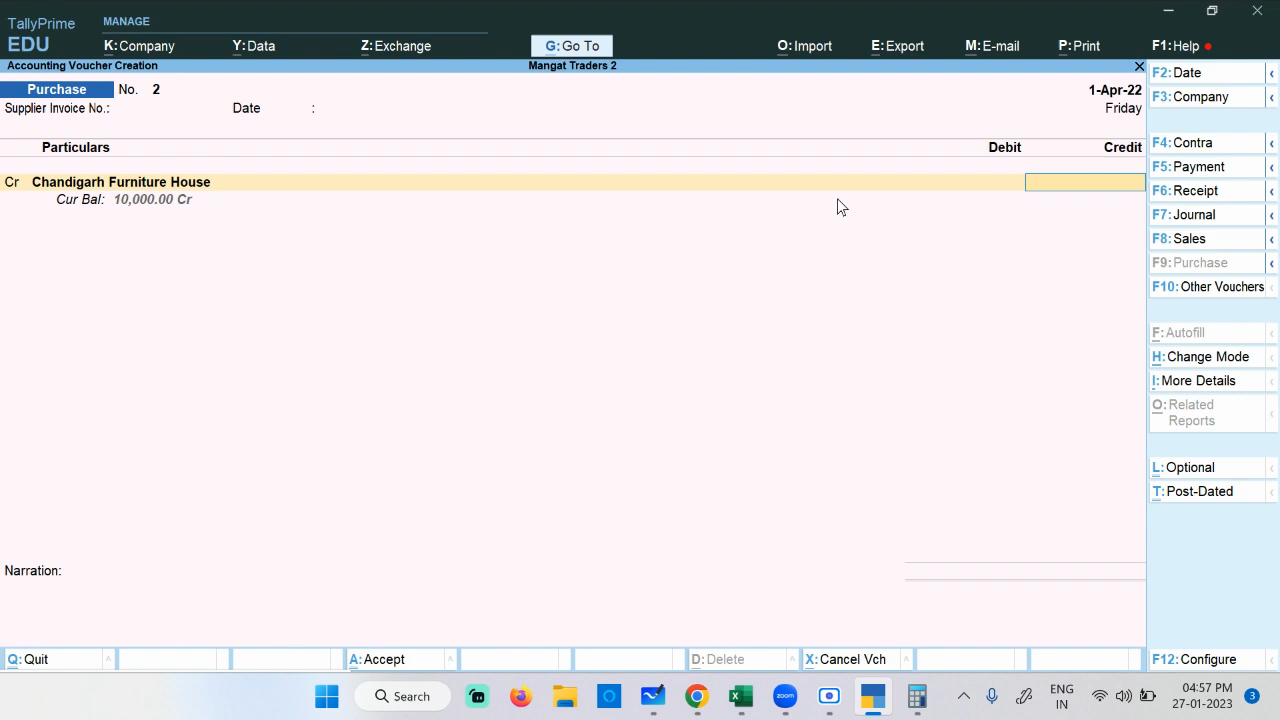 TallyPrime
EDU
MANAGE
K:Company
Y:Data
Z:Exchange
G:Go To
O:Import
E:Export
M:E-mail
P:Print
F1:Help
Accounting Voucher Creation
Mangat Traders 2
Purchase No. 2
1-Apr-22
Supplier Invoice No.:
Date :
Friday
Particulars
Debit
Credit
Cr Chandigarh Furniture House
Cur Bal: 10,000.00 Cr
Narration:
F2:Date
F3:Company
F4:Contra
F5:Payment
F6:Receipt
F7:Journal
F8:Sales
F9:Purchase
F10:Other Vouchers
F:Autofill
H:Change Mode
I:More Details
O:Related
Reports
L:Optional
T:Post-Dated
F12:Configure
Q:Quit
A:Accept
D:Delete
X:Cancel Vch
Search
zoom
ENG
IN
04:57 PM
27-01-2023
3